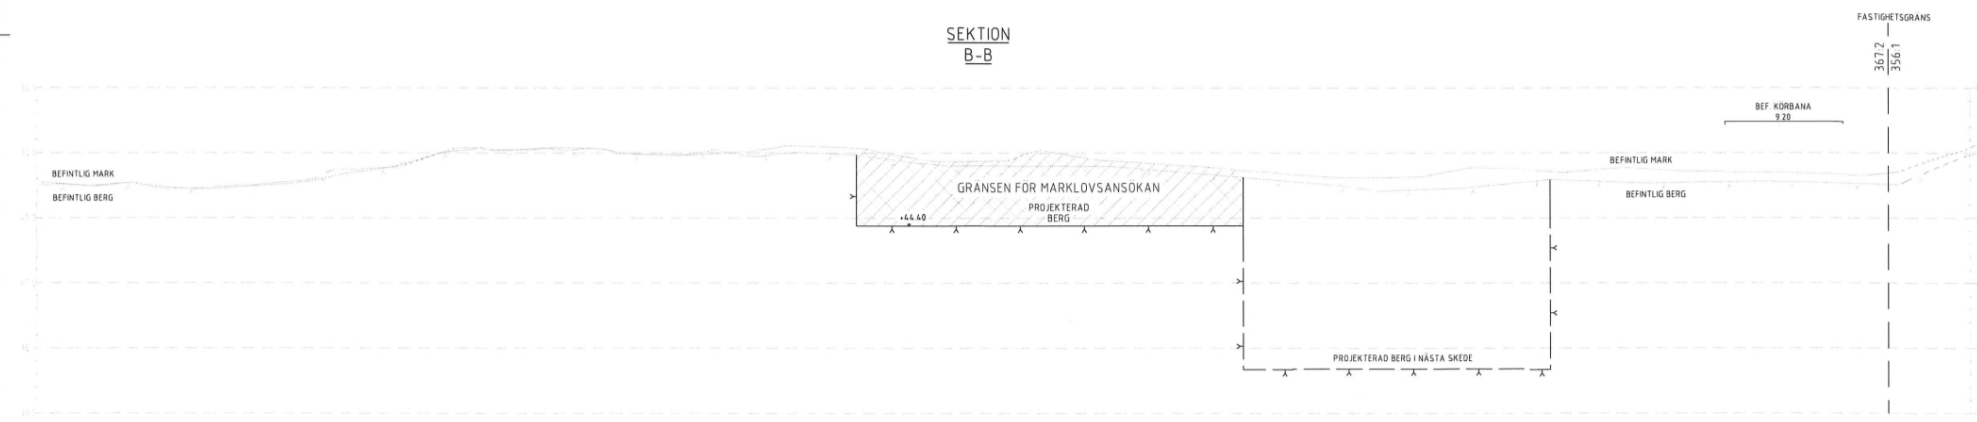 SEKTION
B-B
FASTIGHETSGRÄNS
367:2
356:1
BEF. KÖRBANA
9.20
BEFINTLIG MARK
BEFINTLIG BERG
GRÄNSEN FÖR MARKLOVSANSÖKAN
PROJEKTERAD
BERG
+44.40
BEFINTLIG MARK
BEFINTLIG BERG
PROJEKTERAD BERG I NÄSTA SKEDE